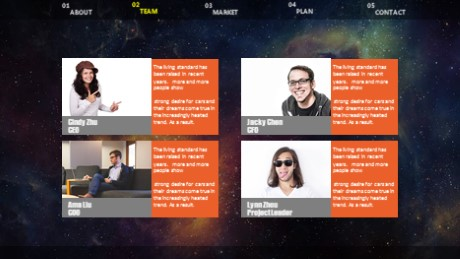 01
ABOUT
02
TEAM
03
MARKET
04
PLAN
05
CONTACT
The living standard has
been raised in recent
years, more and more
people show
strong desire for cars and
their dreams come true in
the increasingly heated
trend. As a result.
Cindy Zhu
CEO
The living standard has
been raised in recent
years, more and more
people show
strong desire for cars and
their dreams come true in
the increasingly heated
trend. As a result.
Jacky Chen
CFO
The living standard has
been raised in recent
years, more and more
people show
strong desire for cars and
their dreams come true in
the increasingly heated
trend. As a result.
Ama Liu
COO
The living standard has
been raised in recent
years, more and more
people show
strong desire for cars and
their dreams come true in
the increasingly heated
trend. As a result.
Lynn Zhou
Project Leader